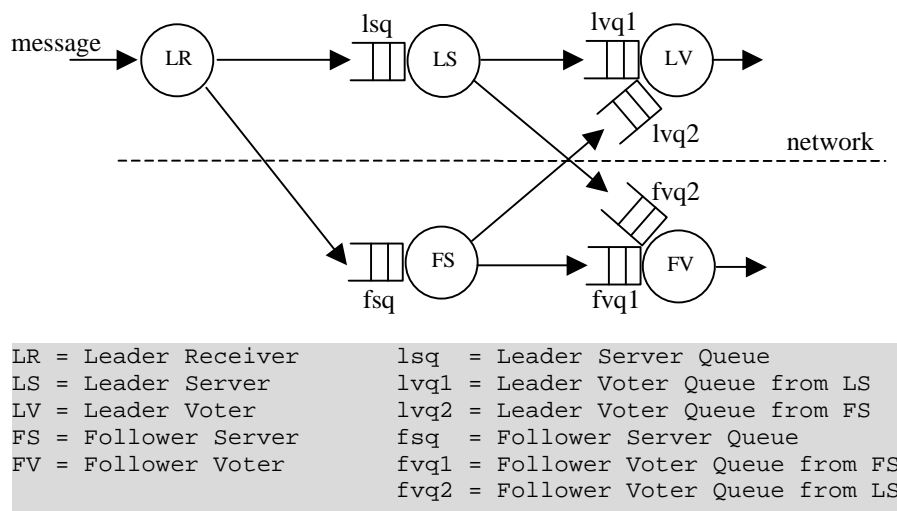 message
LR
lsq
LS
lvq1
LV
lvq2
network
fvq2
fsq
FS
fvq1
FV
LR = Leader Receiver lsq = Leader Server Queue
LS = Leader Server lvq1 = Leader Voter Queue from LS
LV = Leader Voter lvq2 = Leader Voter Queue from FS
FS = Follower Server fsq = Follower Server Queue
FV = Follower Voter fvq1 = Follower Voter Queue from FS
fvq2 = Follower Voter Queue from LS